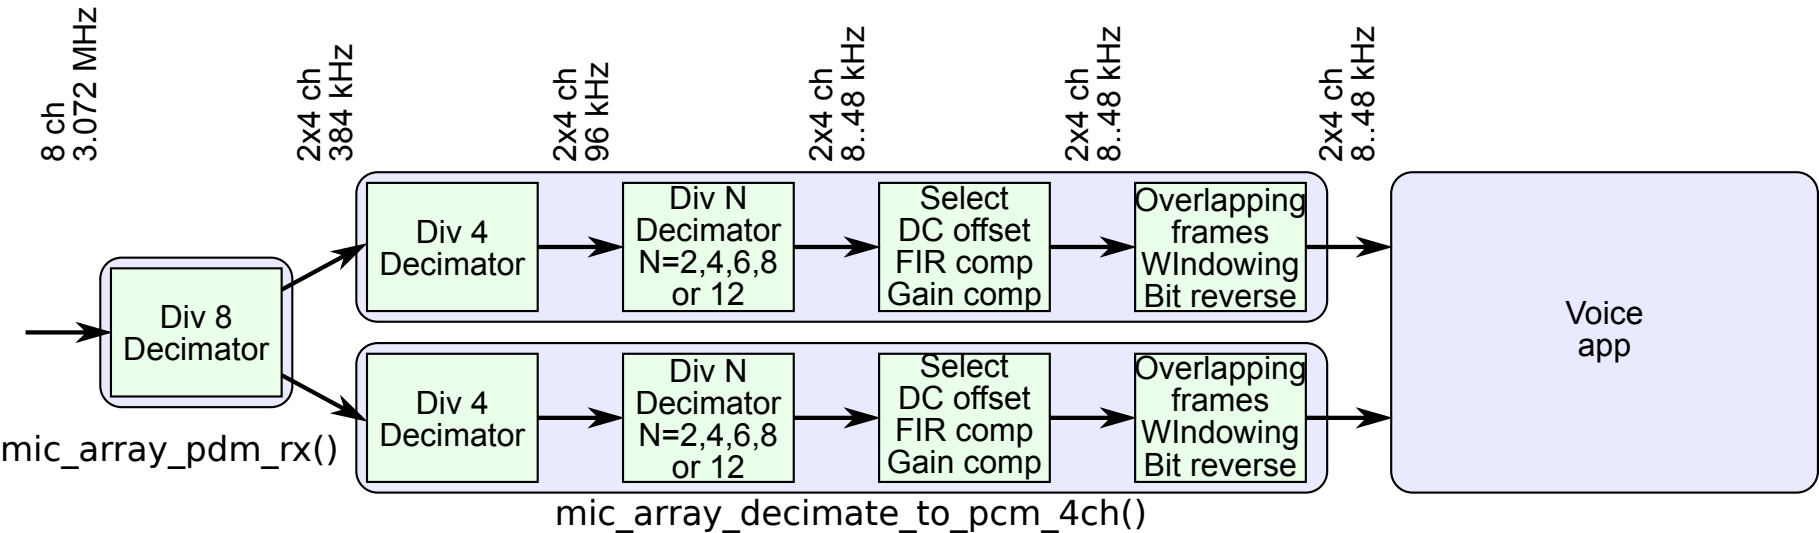 8 ch
3.072 MHz
2x4 ch
384 kHz
2x4 ch
96 kHz
2x4 ch
8..48 kHz
2x4 ch
8..48 kHz
2x4 ch
8..48 kHz
Div 8
Decimator
mic_array_pdm_rx()
Div 4
Decimator
Div N
Decimator
N=2,4,6,8
or 12
Select
DC offset
FIR comp
Gain comp
Overlapping
frames
WIndowing
Bit reverse
Div 4
Decimator
Div N
Decimator
N=2,4,6,8
or 12
Select
DC offset
FIR comp
Gain comp
Overlapping
frames
WIndowing
Bit reverse
mic_array_decimate_to_pcm_4ch()
Voice
app